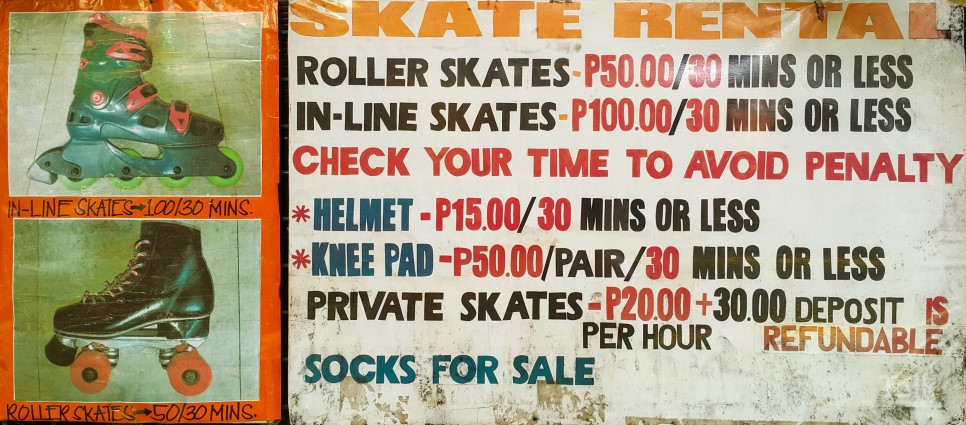 IN-LINE SKATES→100/30 MINS.
ROLLER SKATES→50/30 MINS.
SKATE RENTAL
ROLLER SKATES-P50.00/30 MINS OR LESS
IN-LINE SKATES-P100.00/30 MINS OR LESS
CHECK YOUR TIME TO AVOID PENALTY
*HELMET-P15.00/30 MINS OR LESS
*KNEE PAD-P50.00/PAIR/30 MINS OR LESS
PRIVATE SKATES-P20.00+30.00 DEPOSIT IS
PER HOUR REFUNDABLE
SOCKS FOR SALE